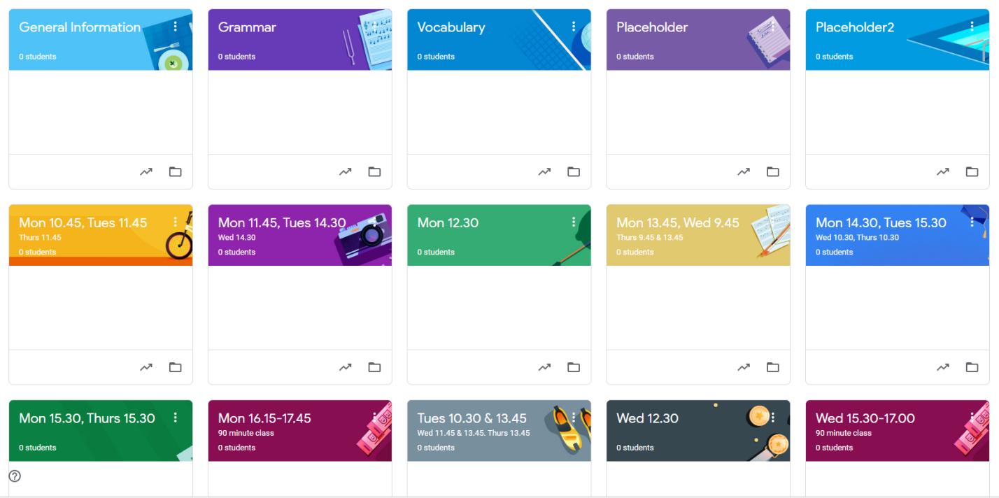 General Information
0 students
Grammar
0 students
Vocabulary
0 students
Placeholder
0 students
Placeholder2
0 students
Mon 10.45, Tues 11.45
Thurs 11.45
0 students
Mon 11.45, Tues 14.30
Wed 14.30
0 students
Mon 12.30
0 students
Mon 13.45, Wed 9.45
Thurs 9.45 & 13.45
0 students
Mon 14.30, Tues 15.30
Wed 10.30, Thurs 10.30
0 students
Mon 15.30, Thurs 15.30
0 students
Mon 16.15-17.45
90 minute class
0 students
Tues 10.30 & 13.45
Wed 11.45 & 13.45. Thurs 13.45
0 students
Wed 12.30
0 students
Wed 15.30-17.00
90 minute class
0 students